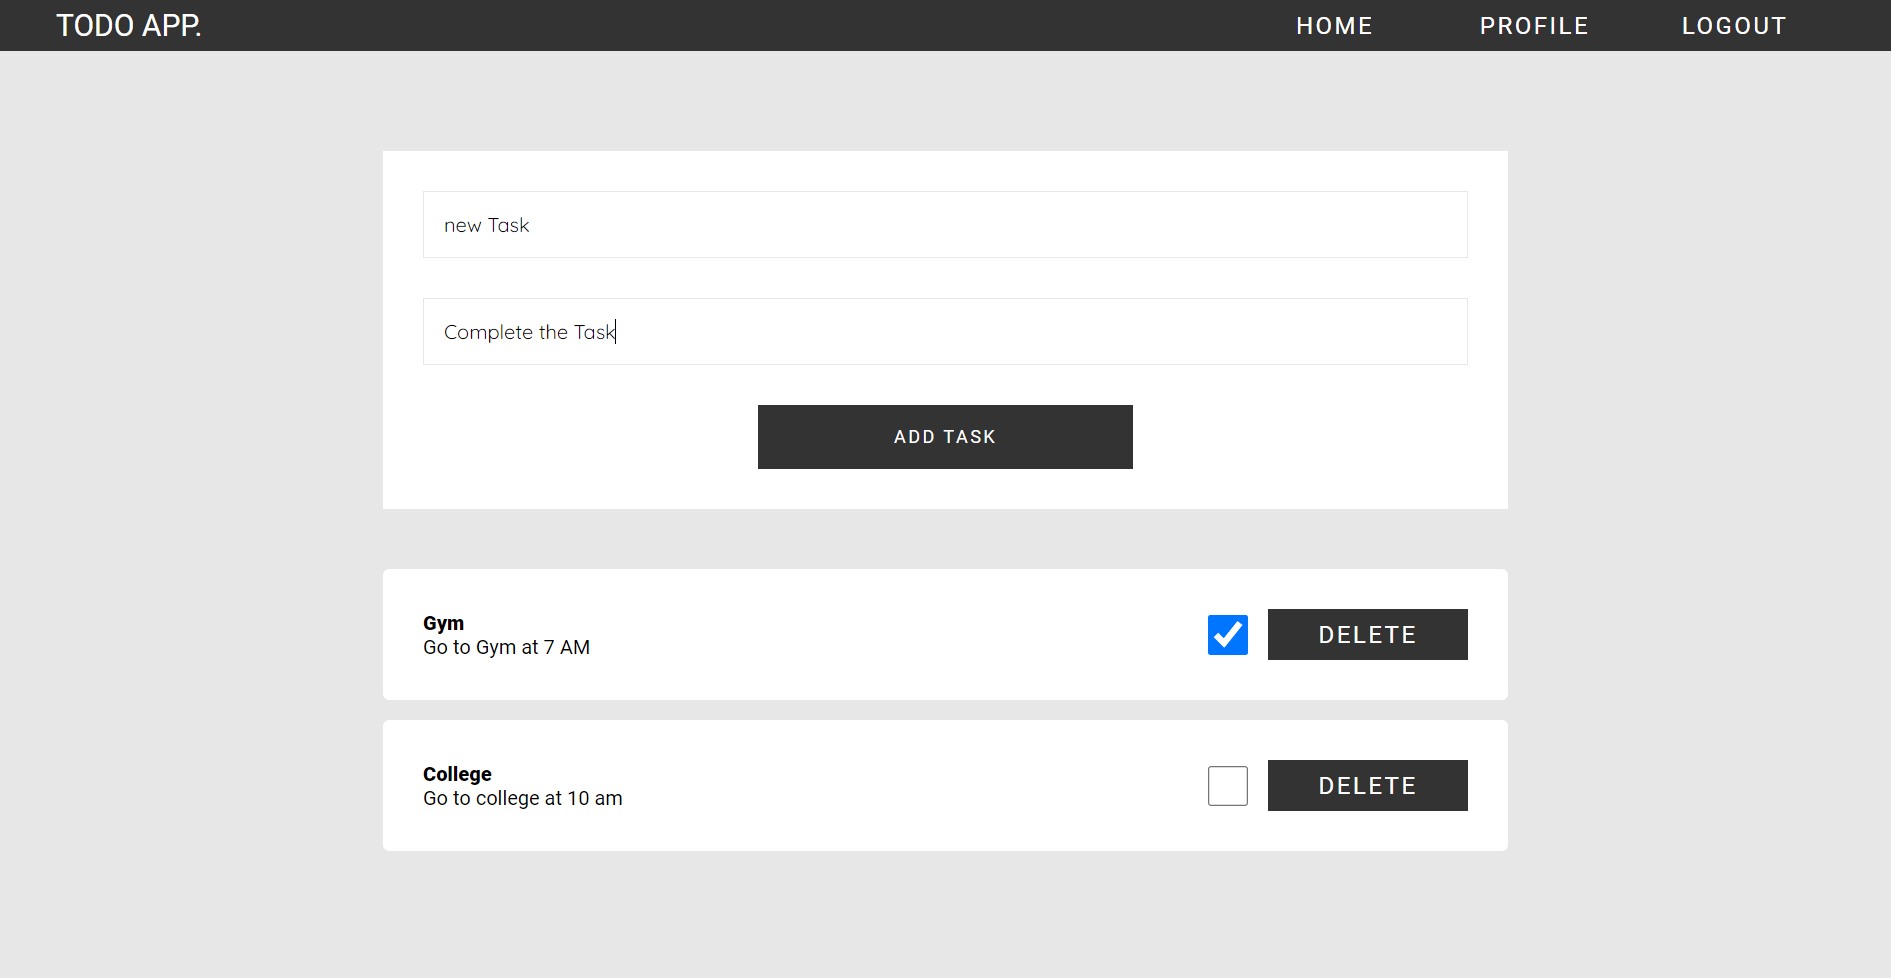 TODO APP.
HOME PROFILE LOGOUT
new Task
Complete the Task
ADD TASK
Gym
Go to Gym at 7 AM
DELETE
College
Go to college at 10 am
DELETE